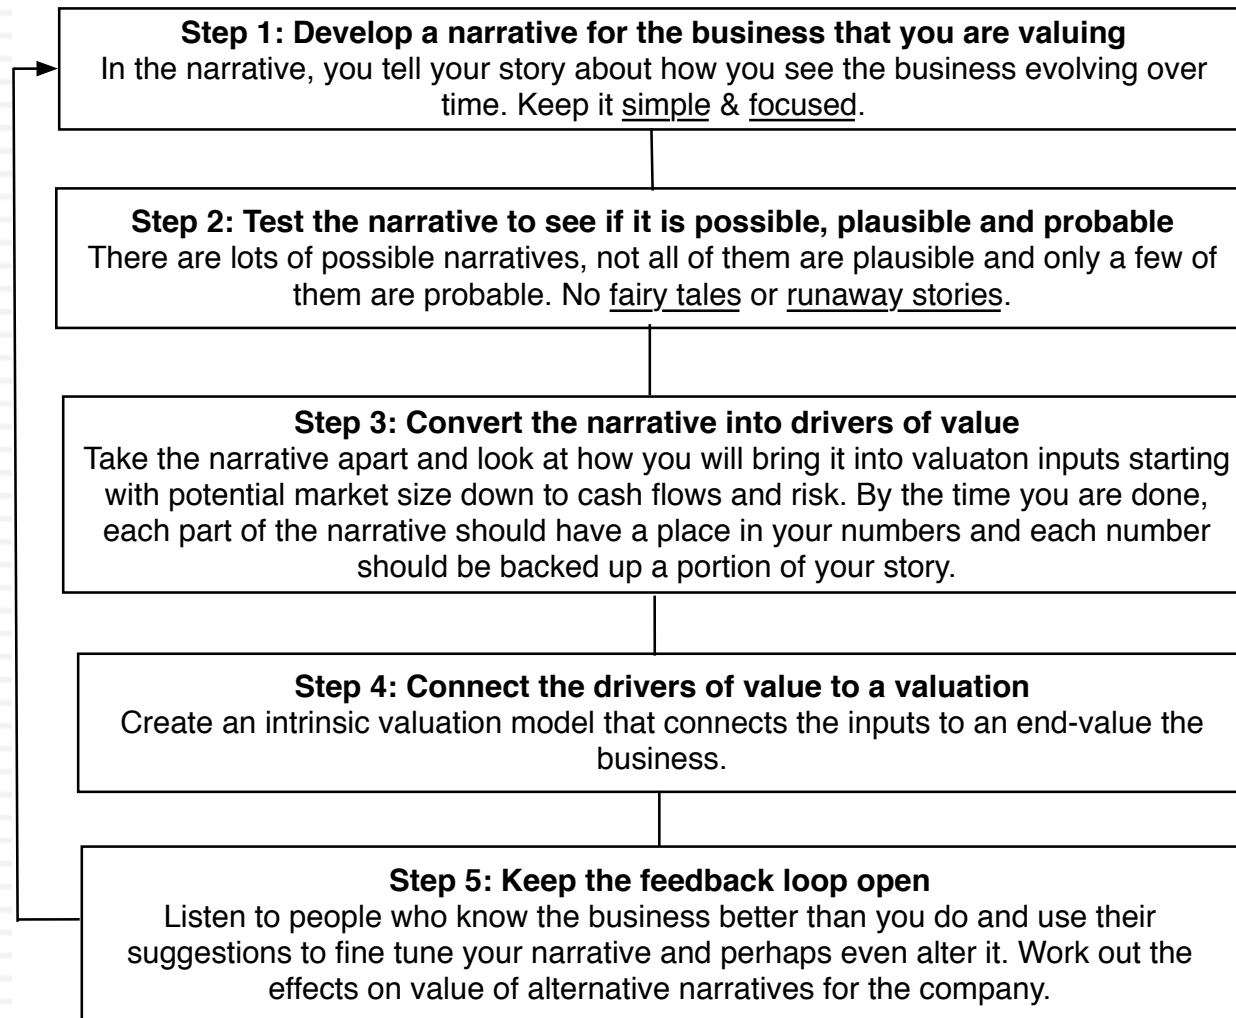 Step 1: Develop a narrative for the business that you are valuing
In the narrative, you tell your story about how you see the business evolving over
time. Keep it simple & focused.
Step 2: Test the narrative to see if it is possible, plausible and probable
There are lots of possible narratives, not all of them are plausible and only a few of
them are probable. No fairy tales or runaway stories.
Step 3: Convert the narrative into drivers of value
Take the narrative apart and look at how you will bring it into valuaton inputs starting
with potential market size down to cash flows and risk. By the time you are done,
each part of the narrative should have a place in your numbers and each number
should be backed up a portion of your story.
Step 4: Connect the drivers of value to a valuation
Create an intrinsic valuation model that connects the inputs to an end-value the
business.
Step 5: Keep the feedback loop open
Listen to people who know the business better than you do and use their
suggestions to fine tune your narrative and perhaps even alter it. Work out the
effects on value of alternative narratives for the company.